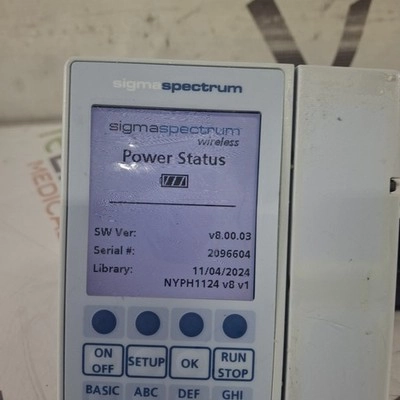 sigmaspectrum
sigmaspectrum
wireless
Power Status
SW Ver: v8.00.03
Serial #: 2096604
Library: 11/04/2024
NYPH1124 v8 v1
ON OFF SETUP OK RUN STOP
BASIC ABC DEF GHI
MEDICA